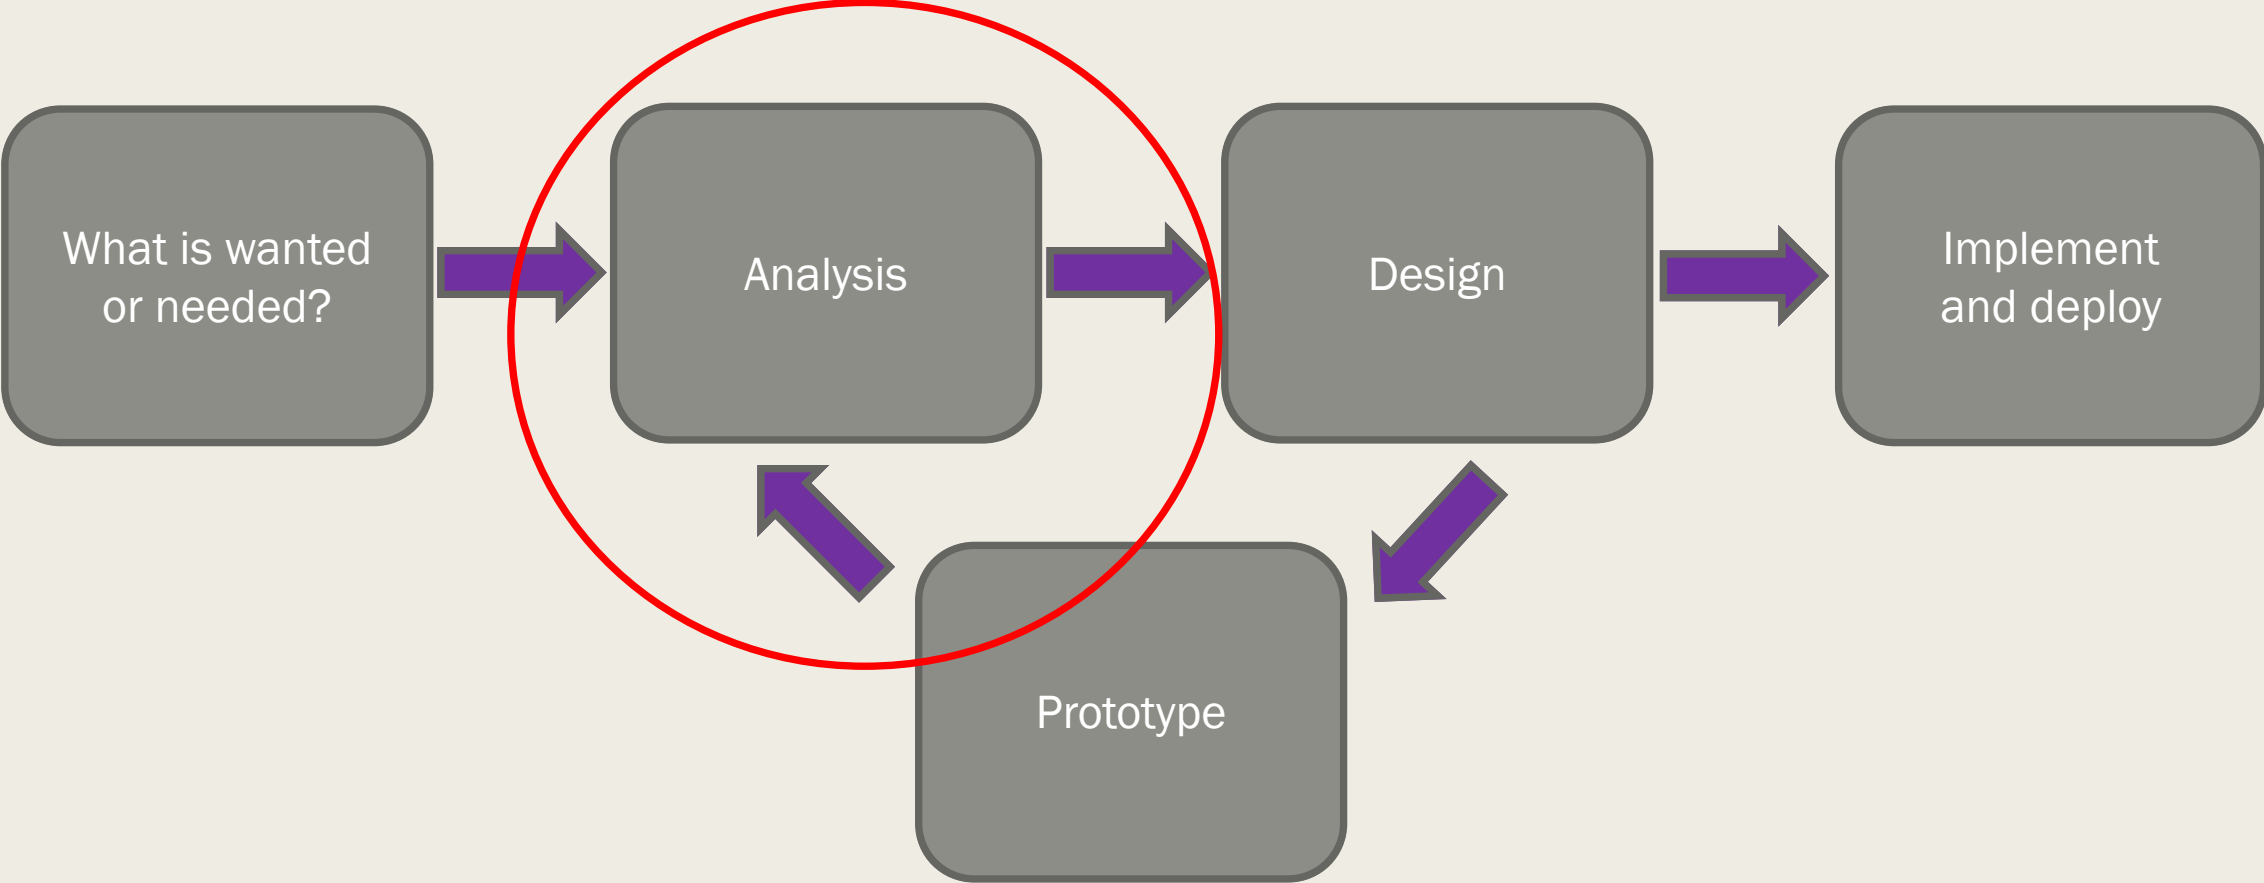 What is wanted
or needed?
Analysis
Design
Implement
and deploy
Prototype